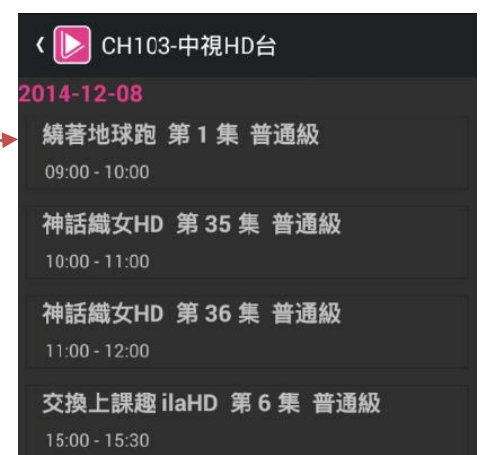 CH103-中視HD台
2014-12-08
繞著地球跑 第 1 集 普通級
09:00 - 10:00
神話織女HD 第 35 集 普通級
10:00 - 11:00
神話織女HD 第 36 集 普通級
11:00 - 12:00
交換上課趣 ilaHD 第 6 集 普通級
15:00 - 15:30